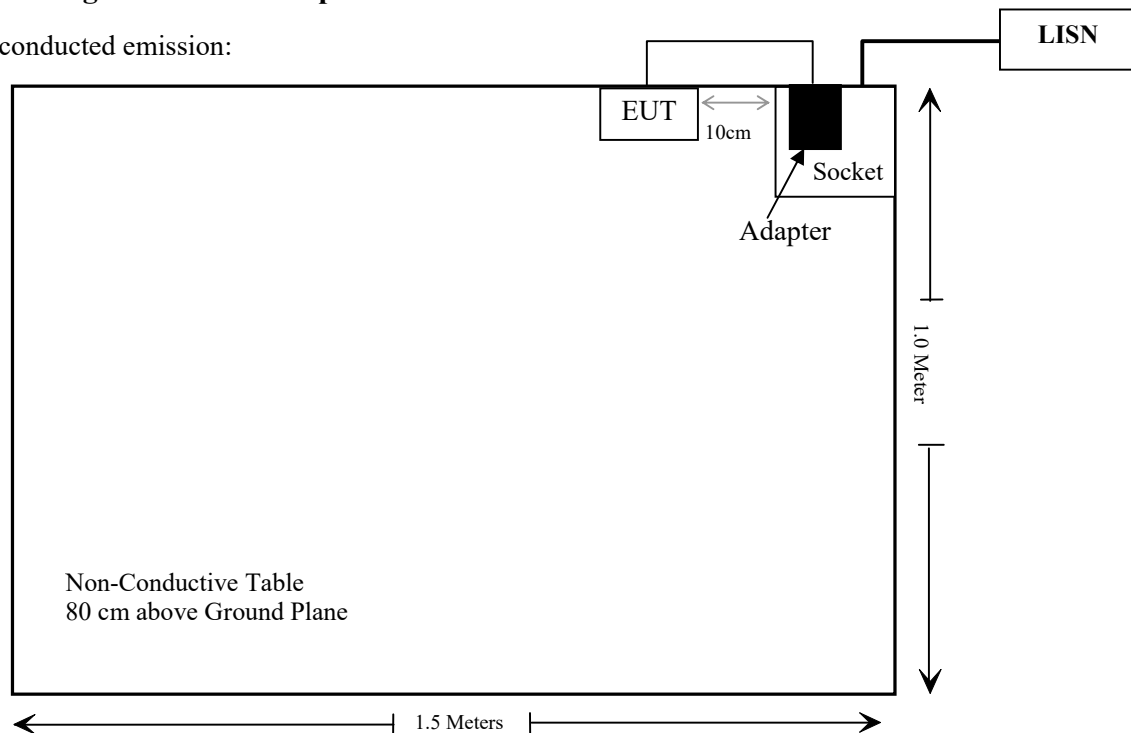 conducted emission:
LISN
EUT
10cm
Socket
Adapter
1.0 Meter
Non-Conductive Table
80 cm above Ground Plane
1.5 Meters